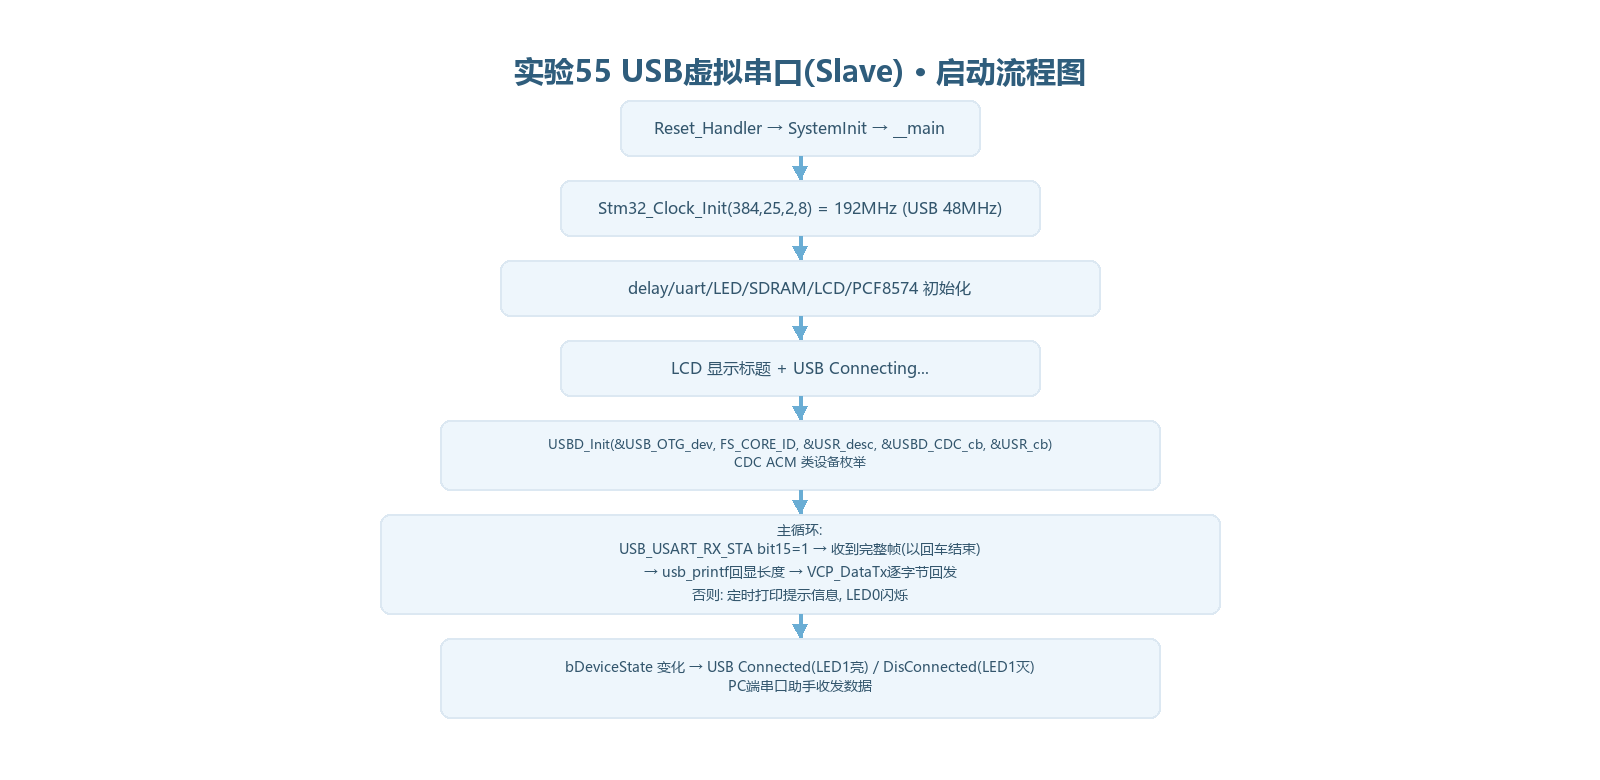 实验55 USB虚拟串口(Slave) • 启动流程图
Reset_Handler → SystemInit → __main
Stm32_Clock_Init(384,25,2,8) = 192MHz (USB 48MHz)
delay/uart/LED/SDRAM/LCD/PCF8574 初始化
LCD 显示标题 + USB Connecting...
USBD_Init(&USB_OTG_dev, FS_CORE_ID, &USR_desc, &USBD_CDC_cb, &USR_cb)
CDC ACM 类设备枚举
主循环:
USB_USART_RX_STA bit15=1 → 收到完整帧(以回车结束)
→ usb_printf回显长度 → VCP_DataTx逐字节回发
否则: 定时打印提示信息, LED0闪烁
bDeviceState 变化 → USB Connected(LED1亮) / DisConnected(LED1灭)
PC端串口助手收发数据